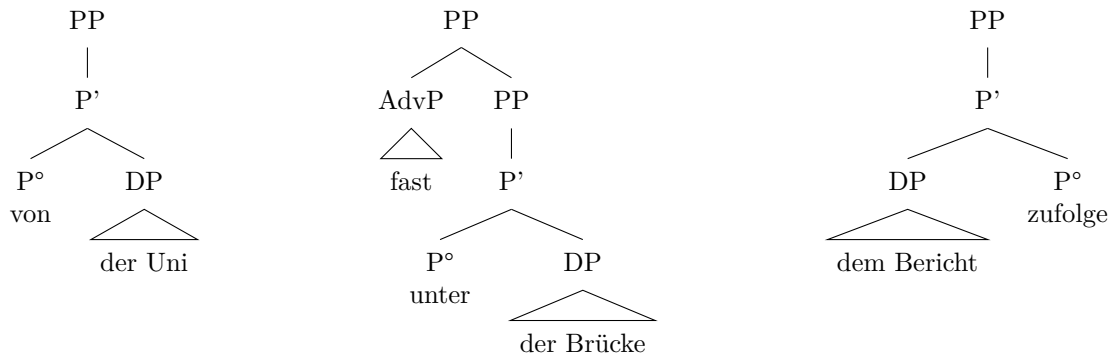 PP
P'
P° DP
von
der Uni
PP
AdvP PP
fast P'
P° DP
unter
der Brücke
PP
P'
DP P°
zufolge
dem Bericht